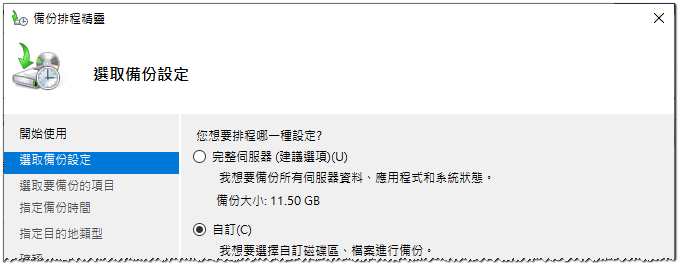 備份排程精靈
選取備份設定
開始使用
選取備份設定
選取要備份的項目
指定備份時間
指定目的地類型
確認
您想要排程哪一種設定?
完整伺服器 (建議選項)(U)
我想要備份所有伺服器資料、應用程式和系統狀態。
備份大小: 11.50 GB
自訂(C)
我想要選擇自訂磁碟區、檔案進行備份。